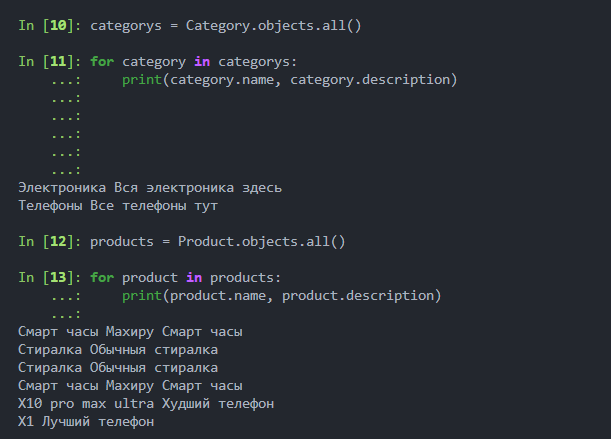 In [10]: categorys = Category.objects.all()
In [11]: for category in categorys:
...: print(category.name, category.description)
...:
...:
...:
...:
...:
Электроника Вся электроника здесь
Телефоны Все телефоны тут
In [12]: products = Product.objects.all()
In [13]: for product in products:
...: print(product.name, product.description)
...:
Смарт часы Махиру Смарт часы
Стиралка Обычныя стиралка
Стиралка Обычныя стиралка
Смарт часы Махиру Смарт часы
X10 pro max ultra Худший телефон
X1 Лучший телефон